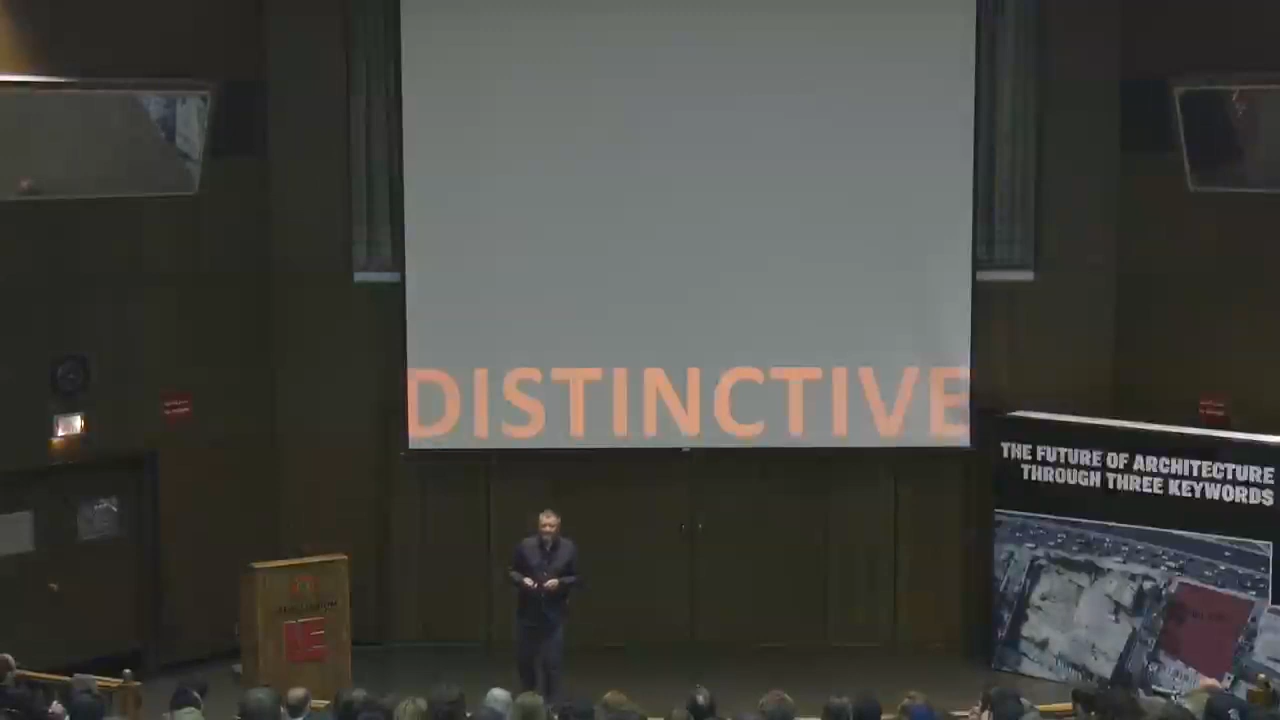 DISTINCTIVE
THE FUTURE OF ARCHITECTURE
THROUGH THREE KEYWORDS